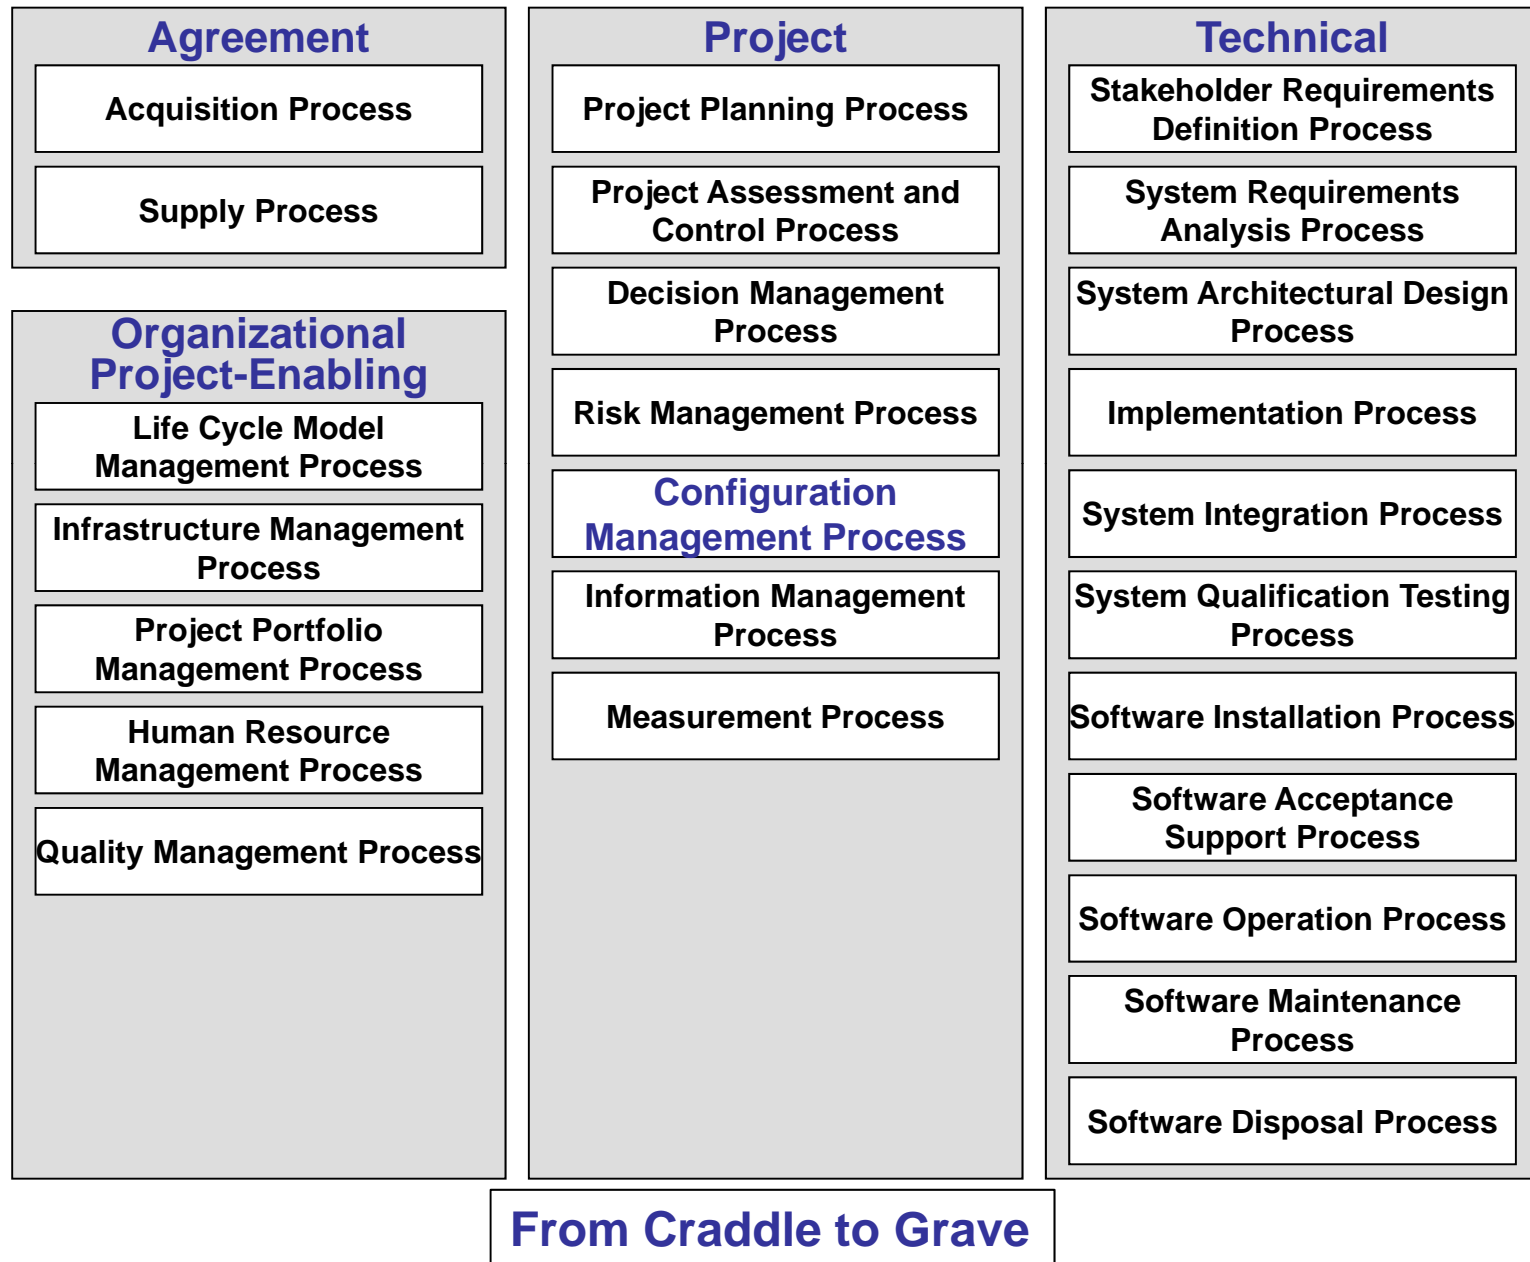 Agreement
Acquisition Process
Supply Process
Organizational
Project-Enabling
Life Cycle Model
Management Process
Infrastructure Management
Process
Project Portfolio
Management Process
Human Resource
Management Process
Quality Management Process
Project
Project Planning Process
Project Assessment and
Control Process
Decision Management
Process
Risk Management Process
Configuration
Management Process
Information Management
Process
Measurement Process
Technical
Stakeholder Requirements
Definition Process
System Requirements
Analysis Process
System Architectural Design
Process
Implementation Process
System Integration Process
System Qualification Testing
Process
Software Installation Process
Software Acceptance
Support Process
Software Operation Process
Software Maintenance
Process
Software Disposal Process
From Craddle to Grave